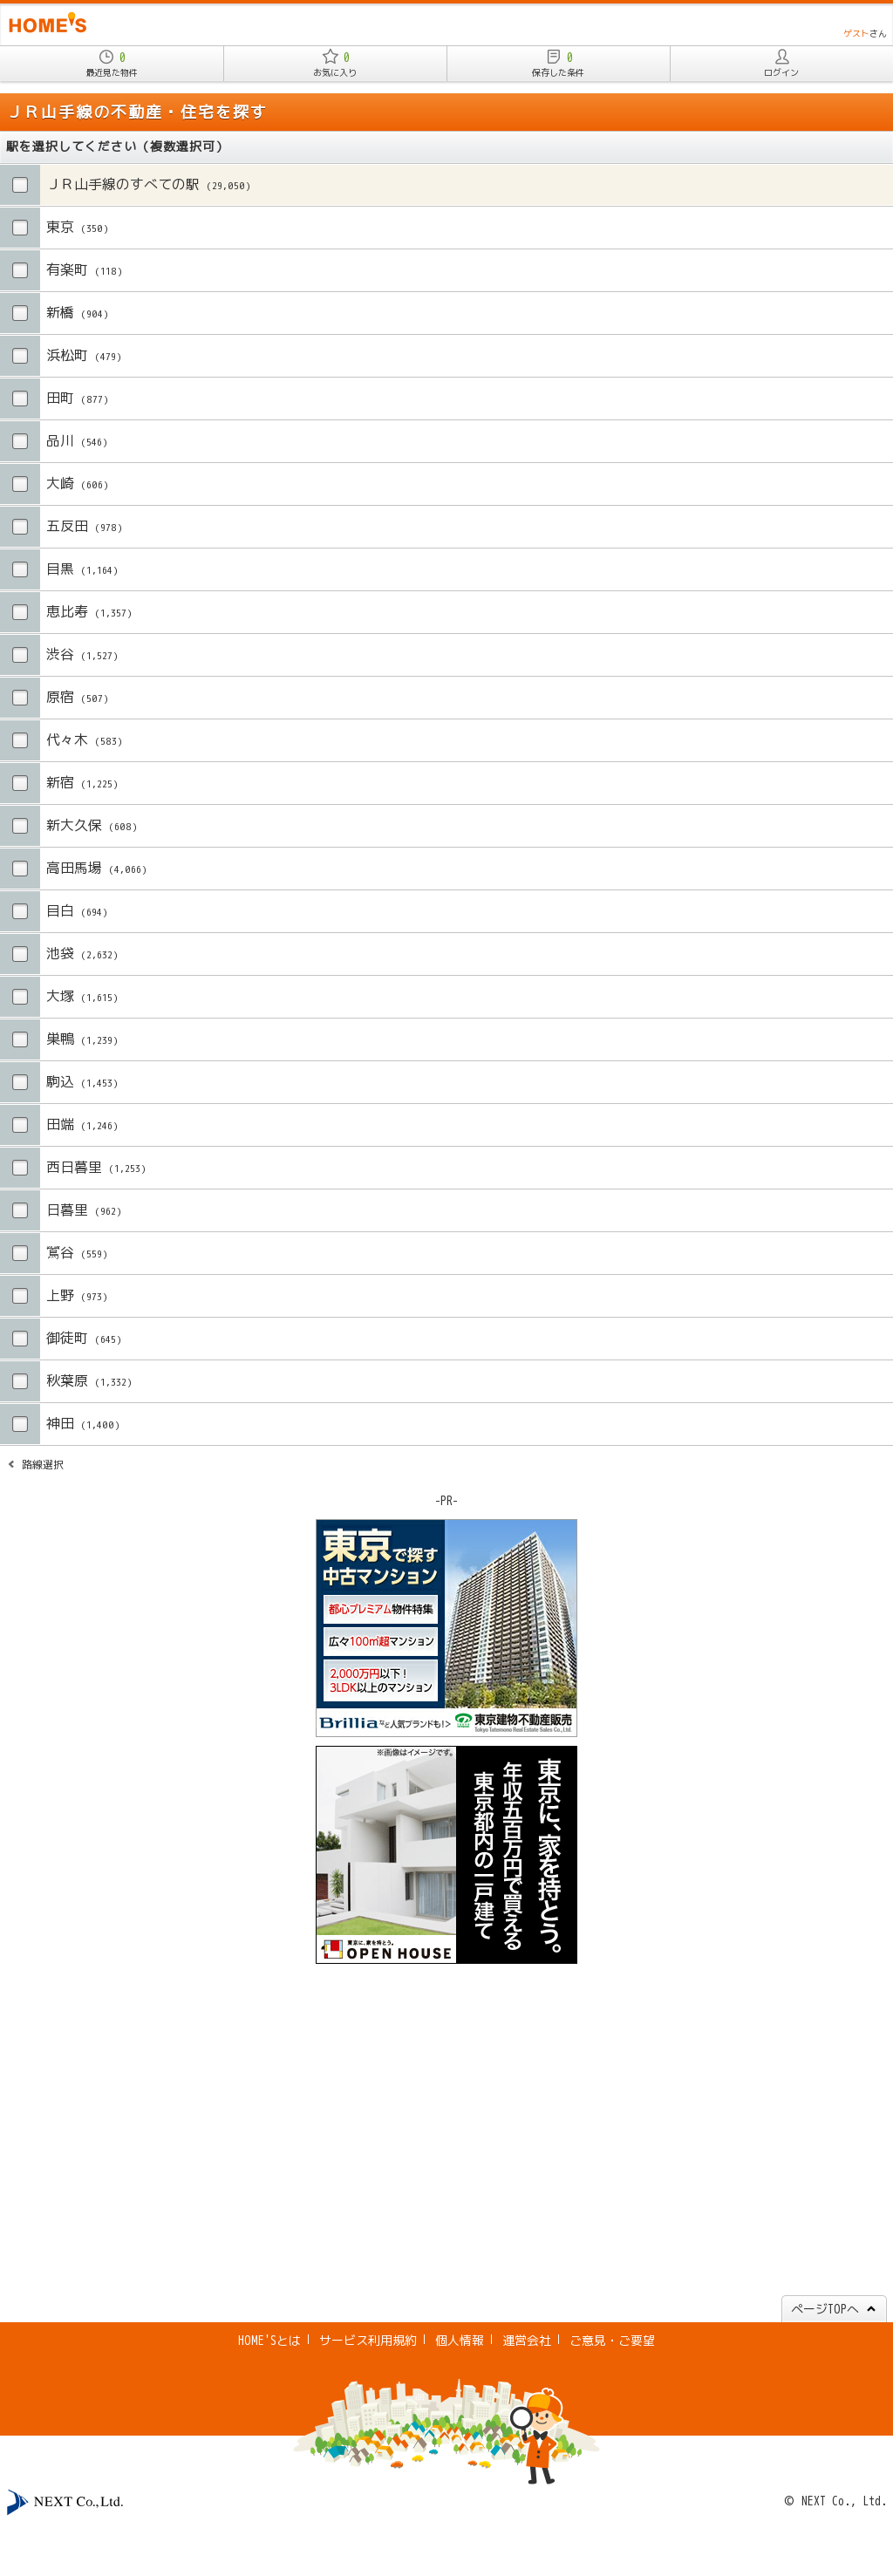 HOME'S
ゲストさん
0
最近見た物件
0
お気に入り
0
保存した条件
ログイン
ＪＲ山手線の不動産・住宅を探す
駅を選択してください（複数選択可）
ＪＲ山手線のすべての駅 (29,050)
東京 (350)
有楽町 (118)
新橋 (904)
浜松町 (479)
田町 (877)
品川 (546)
大崎 (606)
五反田 (978)
目黒 (1,164)
恵比寿 (1,357)
渋谷 (1,527)
原宿 (507)
代々木 (583)
新宿 (1,225)
新大久保 (608)
高田馬場 (4,066)
目白 (694)
池袋 (2,632)
大塚 (1,615)
巣鴨 (1,239)
駒込 (1,453)
田端 (1,246)
西日暮里 (1,253)
日暮里 (962)
鶯谷 (559)
上野 (973)
御徒町 (645)
秋葉原 (1,332)
神田 (1,400)
路線選択
-PR-
東京で探す
中古マンション
都心プレミアム物件特集
広々100㎡超マンション
2,000万円以下！
3LDK以上のマンション
Brilliaなど人気ブランドも！>
東京建物不動産販売
Tokyo Tatemono Real Estate Sales Co.,Ltd.
※画像はイメージです。
東京に、家を持とう。
年収五百万円で買える
東京都内の一戸建て
東京に、家を持とう。
OPEN HOUSE
ページTOPへ
HOME'Sとは
サービス利用規約
個人情報
運営会社
ご意見・ご要望
NEXT Co.,Ltd.
© NEXT Co., Ltd.